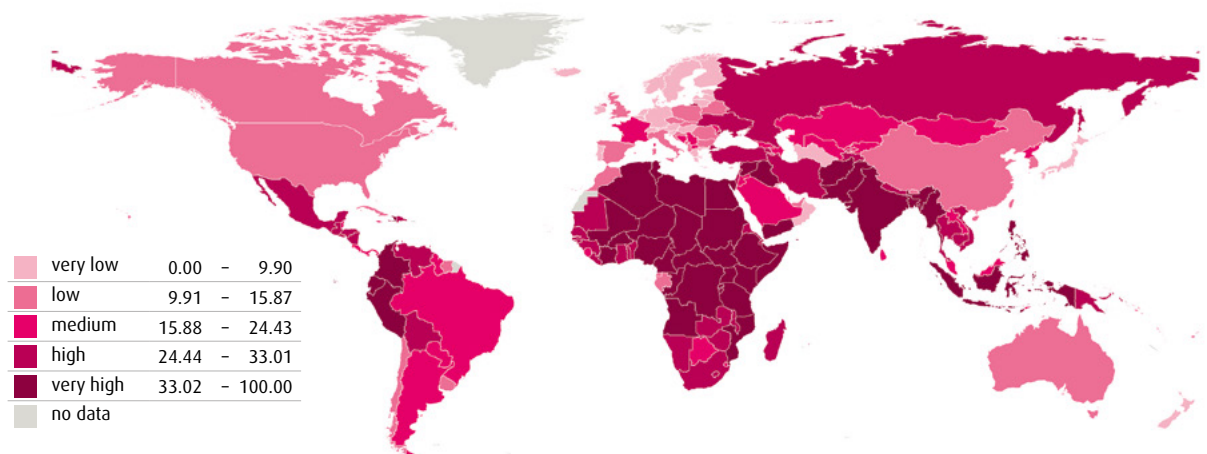 very low 0.00 – 9.90
low 9.91 – 15.87
medium 15.88 – 24.43
high 24.44 – 33.01
very high 33.02 – 100.00
no data